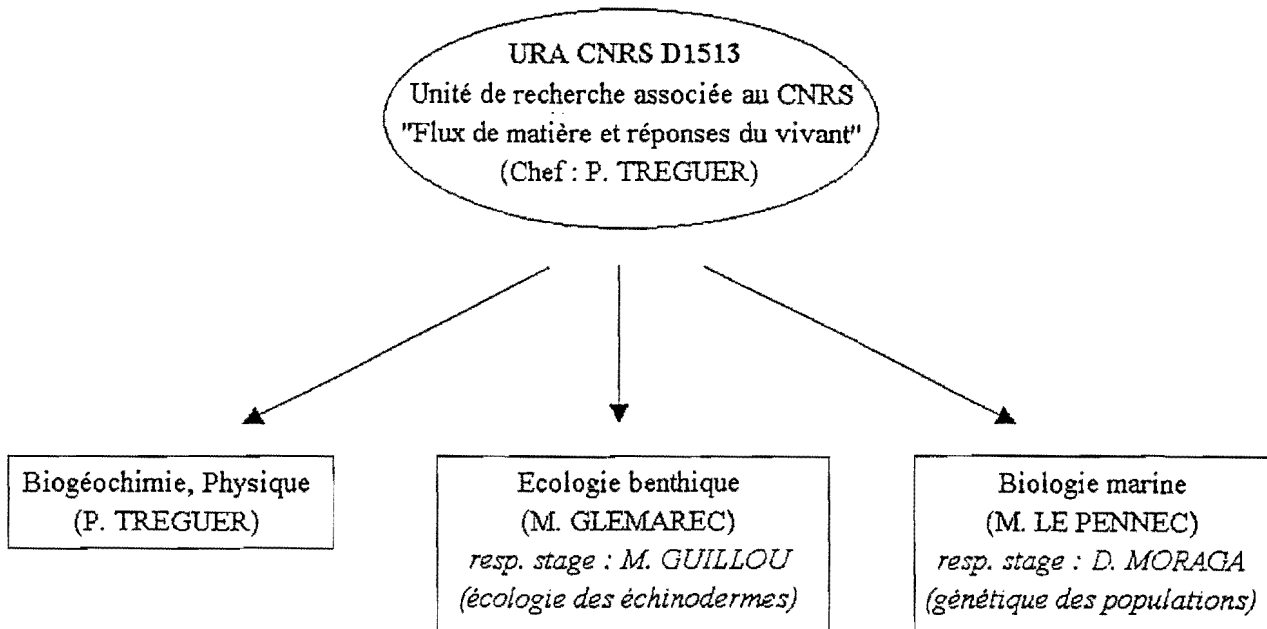 URA CNRS D1513
Unité de recherche associée au CNRS
"Flux de matière et réponses du vivant"
(Chef : P. TREGUER)
Biogéochimie, Physique
(P. TREGUER)
Ecologie benthique
(M. GLEMAREC)
resp. stage : M. GUILLOU
(écologie des échinodermes)
Biologie marine
(M. LE PENNEC)
resp. stage : D. MORAGA
(génétique des populations)